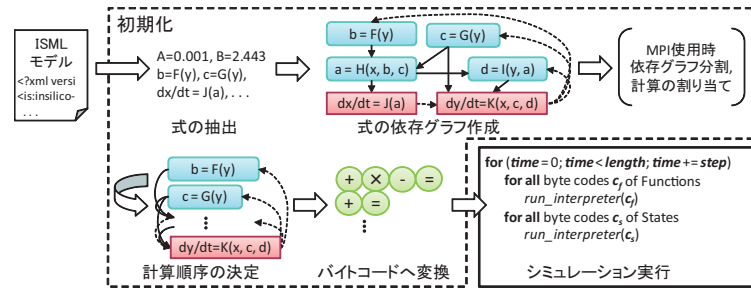 初期化
ISML
モデル
<?xml versi
<is:insilico-
. . .
A=0.001, B=2.443
b=F(y), c=G(y),
dx/dt = J(a), . . .
式の抽出
b = F(y)
c = G(y)
a = H(x, b, c)
d = I(y, a)
dx/dt = J(a)
dy/dt=K(x, c, d)
式の依存グラフ作成
MPI使用時
依存グラフ分割,
計算の割り当て
b = F(y)
c = G(y)
⋮
dy/dt=K(x, c, d)
計算順序の決定
+ × - =
+ =
⋮
バイトコードへ変換
for (time = 0; time < length; time += step)
for all byte codes cf of Functions
run_interpreter(cf)
for all byte codes cs of States
run_interpreter(cs)
シミュレーション実行